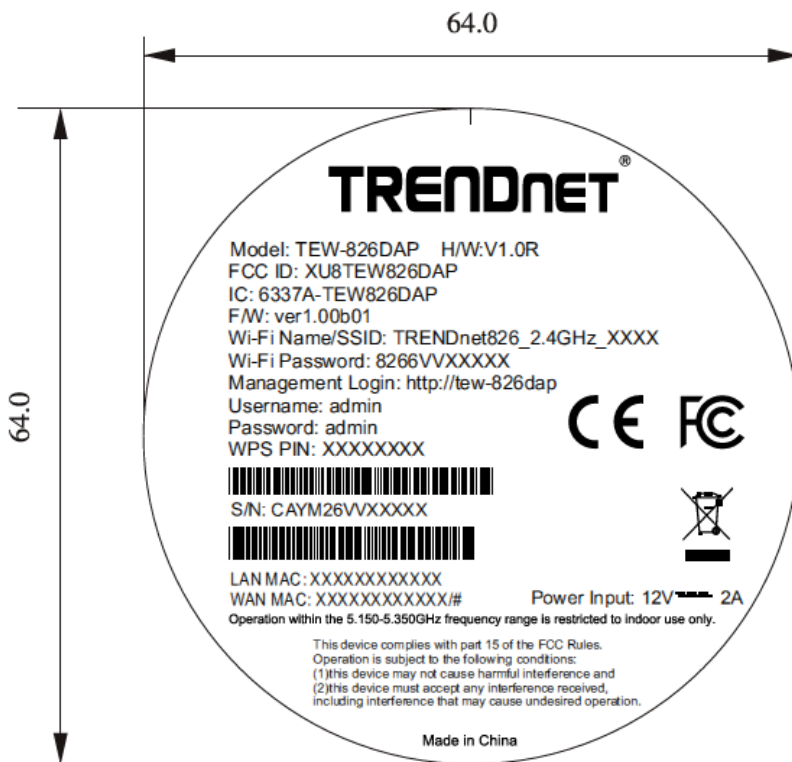 64.0
64.0
TRENDNET®
Model: TEW-826DAP H/W:V1.0R
FCC ID: XU8TEW826DAP
IC: 6337A-TEW826DAP
F/W: ver1.00b01
Wi-Fi Name/SSID: TRENDnet826_2.4GHz_XXXX
Wi-Fi Password: 8266VVXXXXX
Management Login: http://tew-826dap
Username: admin
Password: admin
WPS PIN: XXXXXXXX
CE FC
S/N: CAYM26VVXXXXX
LAN MAC: XXXXXXXXXXXX
WAN MAC: XXXXXXXXXXXX/#
Power Input: 12V 2A
Operation within the 5.150-5.350GHz frequency range is restricted to indoor use only.
This device complies with part 15 of the FCC Rules.
Operation is subject to the following conditions:
(1)this device may not cause harmful interference and
(2)this device must accept any interference received,
including interference that may cause undesired operation.
Made in China